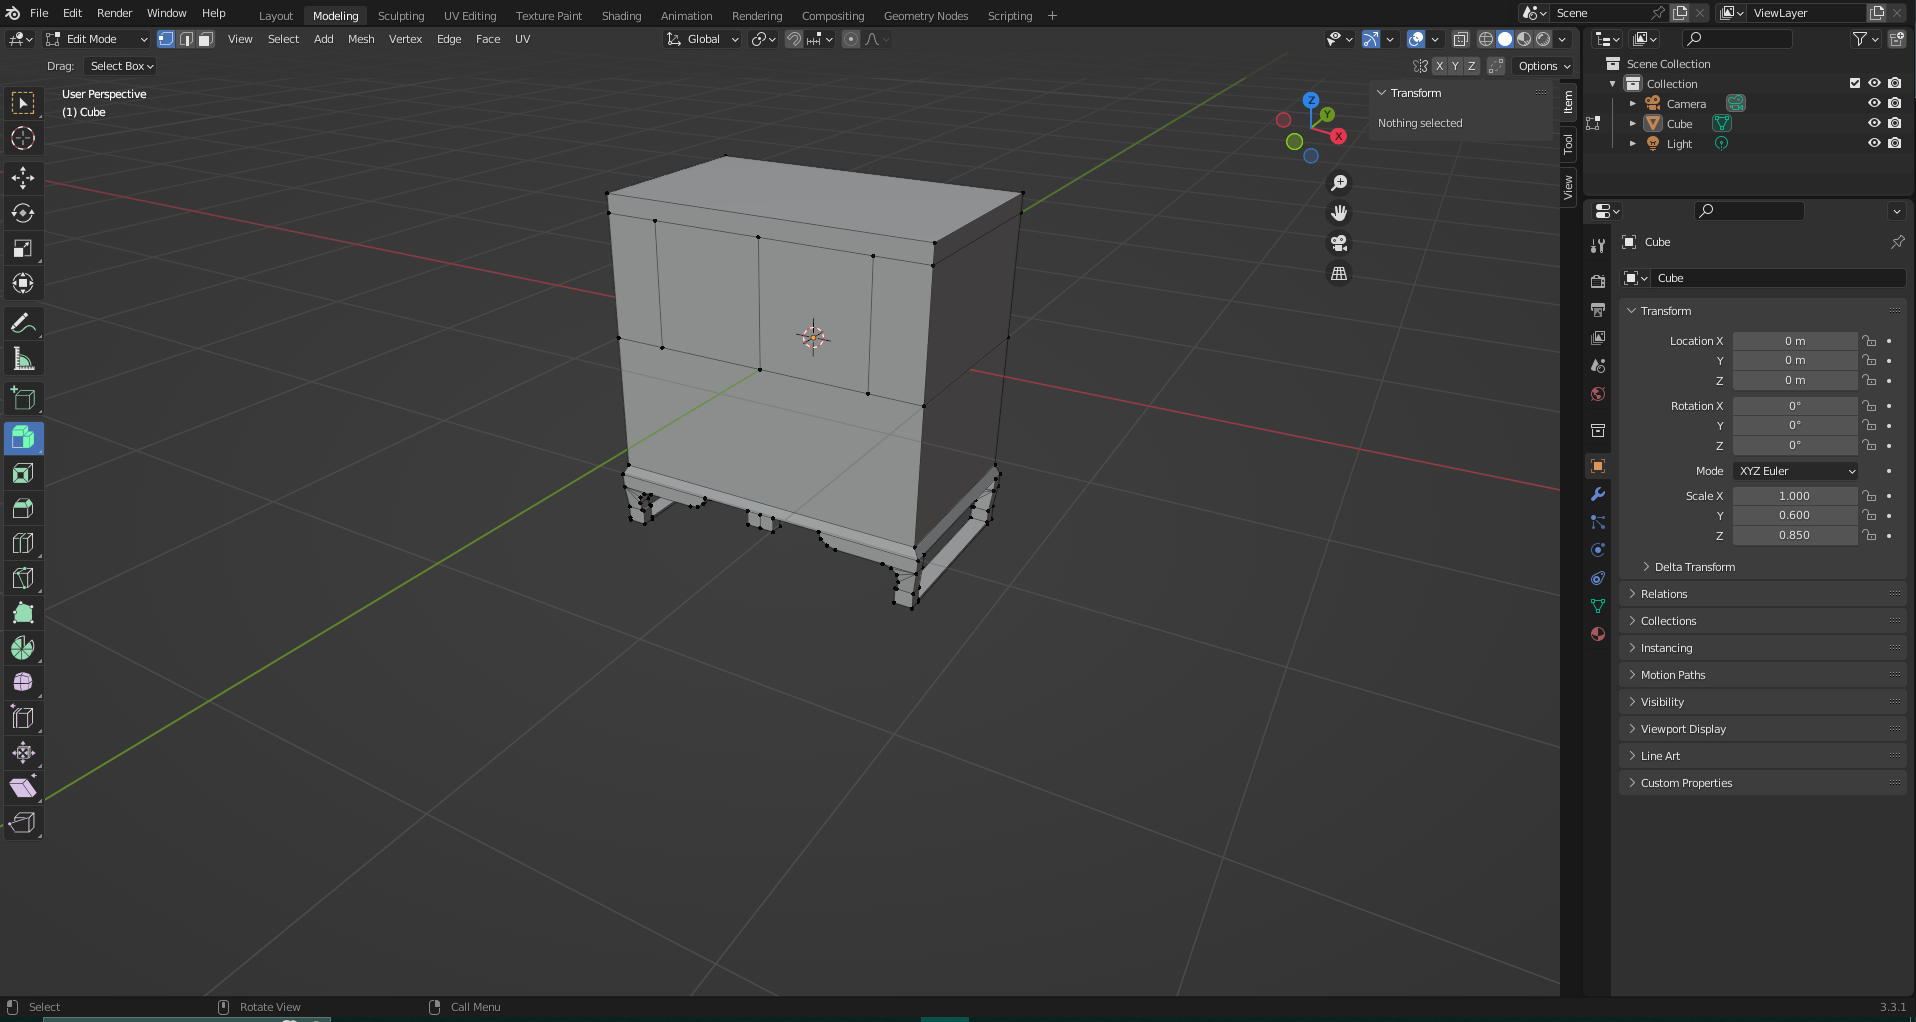 File Edit Render Window Help Layout Modeling Sculpting UV Editing Texture Paint Shading Animation Rendering Compositing Geometry Nodes Scripting + Scene ViewLayer
Edit Mode View Select Add Mesh Vertex Edge Face UV Global
Drag: Select Box X Y Z Options
User Perspective
(1) Cube
Z
Y
X
Transform
Nothing selected
Item
Tool
View
Scene Collection
Collection
Camera
Cube
Light
Cube
Cube
Transform
Location X 0 m
Y 0 m
Z 0 m
Rotation X 0°
Y 0°
Z 0°
Mode XYZ Euler
Scale X 1.000
Y 0.600
Z 0.850
Delta Transform
Relations
Collections
Instancing
Motion Paths
Visibility
Viewport Display
Line Art
Custom Properties
Select Rotate View Call Menu 3.3.1